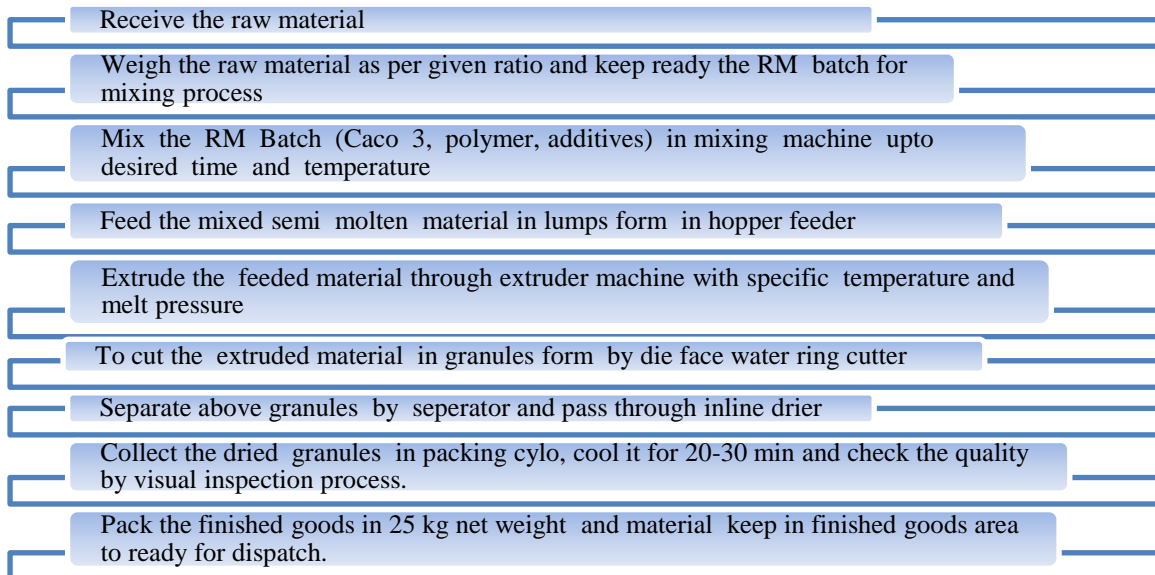 Receive the raw material
Weigh the raw material as per given ratio and keep ready the RM batch for
mixing process
Mix the RM Batch (Caco 3, polymer, additives) in mixing machine upto
desired time and temperature
Feed the mixed semi molten material in lumps form in hopper feeder
Extrude the feeded material through extruder machine with specific temperature and
melt pressure
To cut the extruded material in granules form by die face water ring cutter
Separate above granules by seperator and pass through inline drier
Collect the dried granules in packing cylo, cool it for 20-30 min and check the quality
by visual inspection process.
Pack the finished goods in 25 kg net weight and material keep in finished goods area
to ready for dispatch.